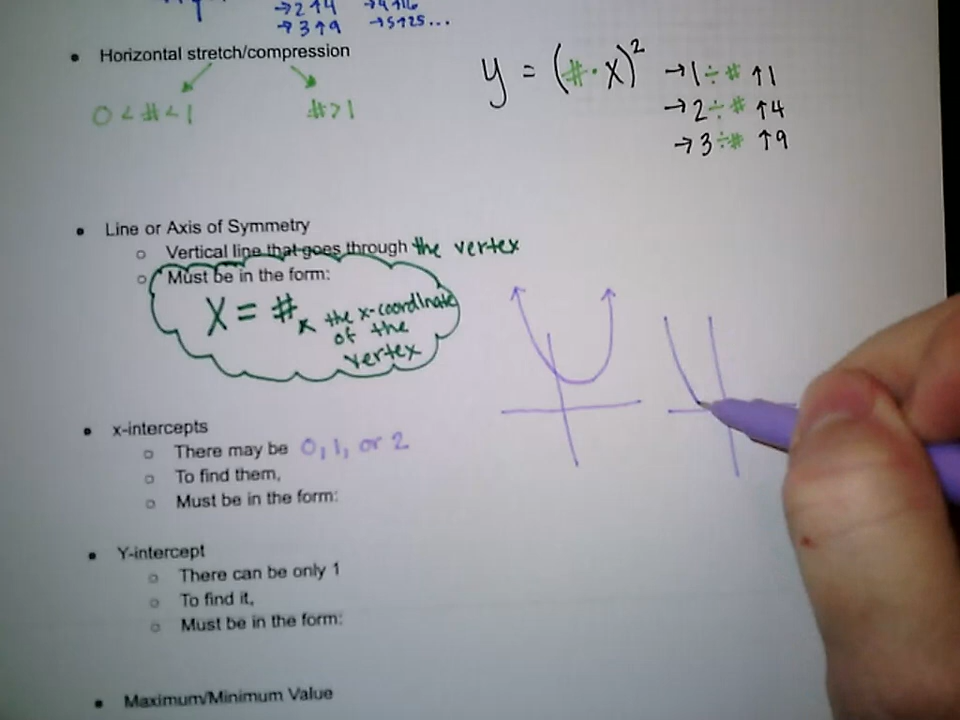 →2↑4 →4↑16
→3↑9 →5↑25...
• Horizontal stretch/compression
0 < # < 1 # > 1
y = (#·x)²
→1÷# ↑1
→2÷# ↑4
→3÷# ↑9
• Line or Axis of Symmetry
○ Vertical line that goes through the vertex
○ Must be in the form:
X = # the x-coordinate
of the
vertex
• x-intercepts
○ There may be 0, 1, or 2
○ To find them,
○ Must be in the form:
• Y-intercept
○ There can be only 1
○ To find it,
○ Must be in the form:
• Maximum/Minimum Value